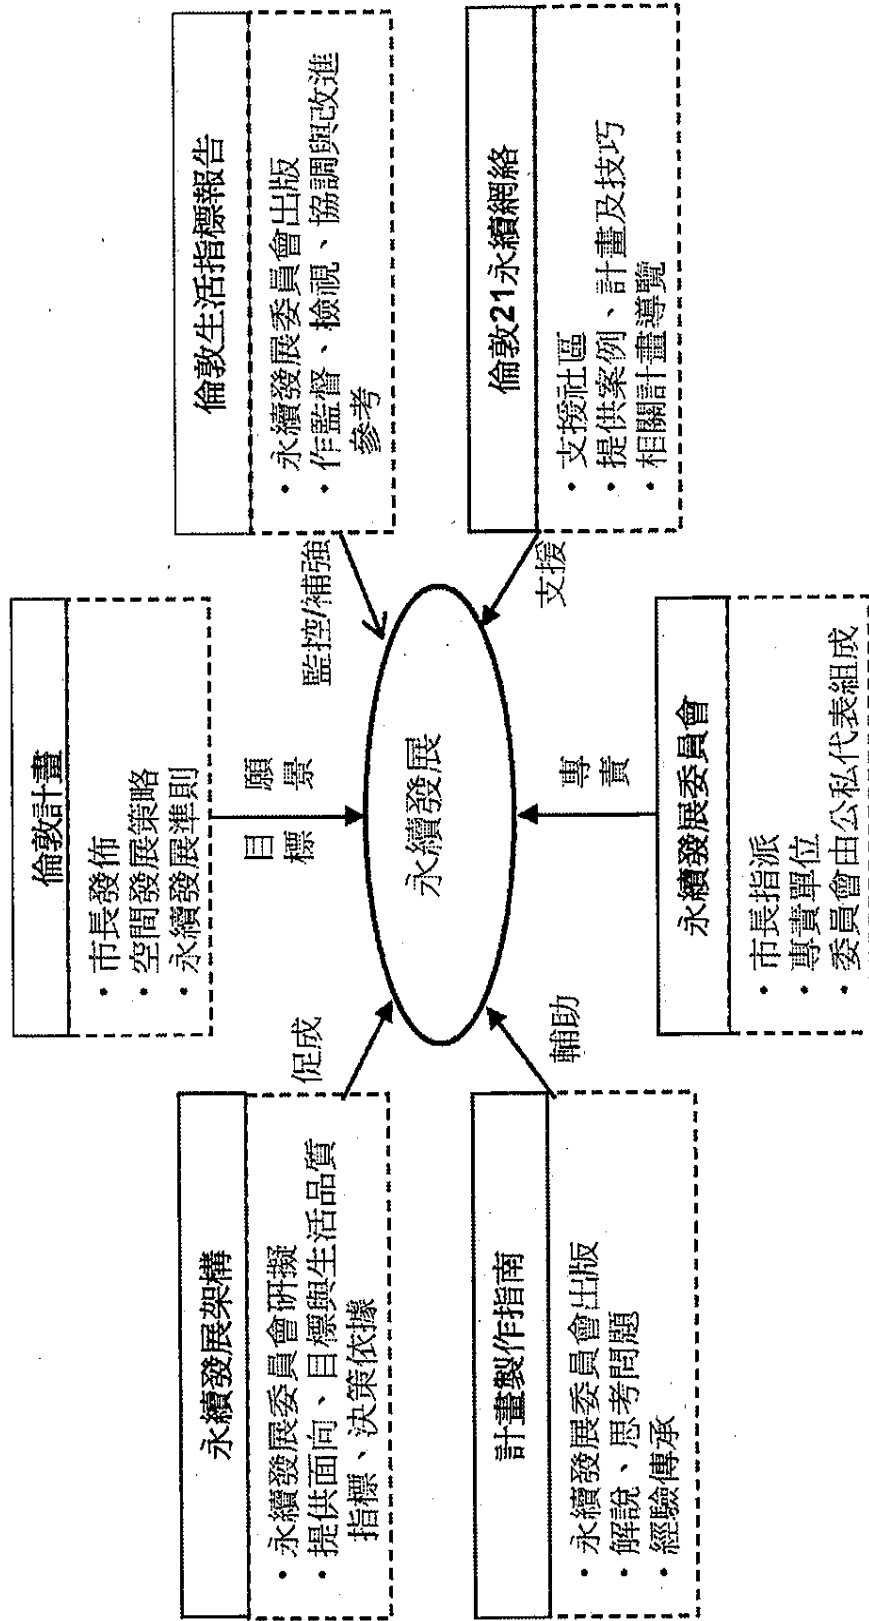 倫敦計畫
• 市長發佈
• 空間發展策略
• 永續發展準則
永續發展架構
• 永續發展委員會研擬
• 提供面向、目標與生活品質
指標、決策依據
倫敦生活指標報告
• 永續發展委員會出版
• 作監督、檢視、協調與改進
參考
促成
目標
願景
監控/補強
永續發展
輔助
專責
支援
計畫製作指南
• 永續發展委員會出版
• 解說、思考問題
• 經驗傳承
倫敦21永續網絡
• 支援社區
• 提供案例、計畫及技巧
• 相關計畫導覽
永續發展委員會
• 市長指派
• 專責單位
• 委員會由公私代表組成